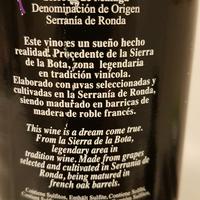 Denominación de Origen
Serranía de Ronda
Este vino es un sueño hecho
realidad. Precedente de la Sierra
de la Bota, zona legendaria
en tradición vinícola.
Elaborado con uvas seleccionadas y
cultivadas en la Serranía de Ronda,
siendo madurado en barricas de
madera de roble francés.
This wine is a dream come true.
From la Sierra de la Bota,
legendary area in
tradition wine. Made from grapes
selected and cultivated in Serranía de
Ronda, being matured in
french oak barrels.
Contiene Sulfitos,